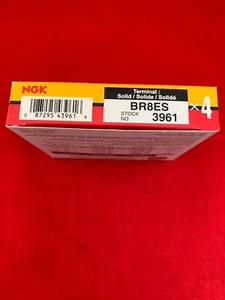 NGK
0 87295 43961 6
Terminal :
Solid / Solide / Solidó
BR8ES
STOCK NO 3961
×4